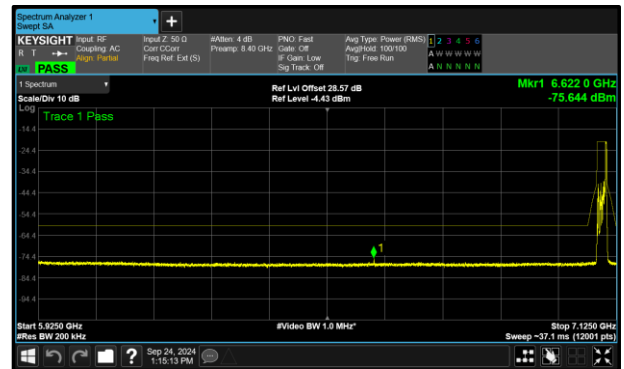 Spectrum Analyzer 1
Swept SA
+
KEYSIGHT Input: RF
R T Coupling: AC
Align: Partial
PASS
Input Z: 50 Ω
Corr CCorr
Freq Ref: Ext (S)
#Atten: 4 dB
Preamp: 8.40 GHz
PNO: Fast
Gate: Off
IF Gain: Low
Sig Track: Off
Avg Type: Power (RMS)
Avg|Hold: 100/100
Trig: Free Run
1 2 3 4 5 6
A W W W W W
A N N N N N
1 Spectrum
Scale/Div 10 dB
Ref Lvl Offset 28.57 dB
Ref Level -4.43 dBm
Mkr1 6.622 0 GHz
-75.644 dBm
Log
Trace 1 Pass
-14.4
-24.4
-34.4
-44.4
-54.4
-64.4
-74.4
-84.4
-94.4
1
Start 5.9250 GHz
#Res BW 200 kHz
#Video BW 1.0 MHz*
Stop 7.1250 GHz
Sweep ~37.1 ms (12001 pts)
?
Sep 24, 2024
1:15:13 PM